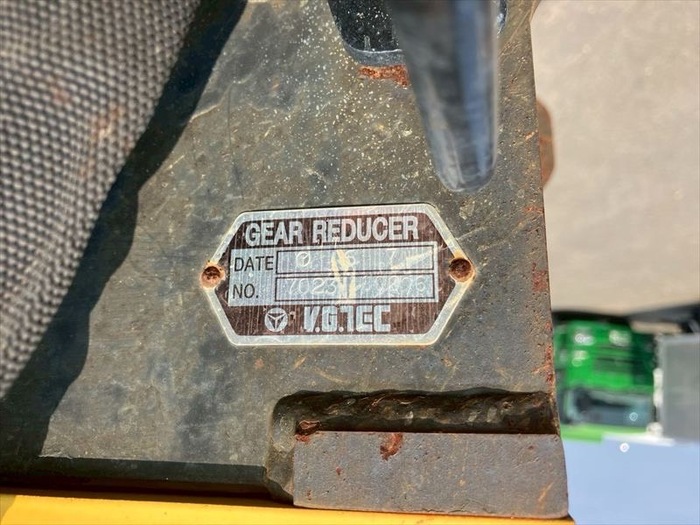 GEAR REDUCER
DATE
NO.
V.G.TEC